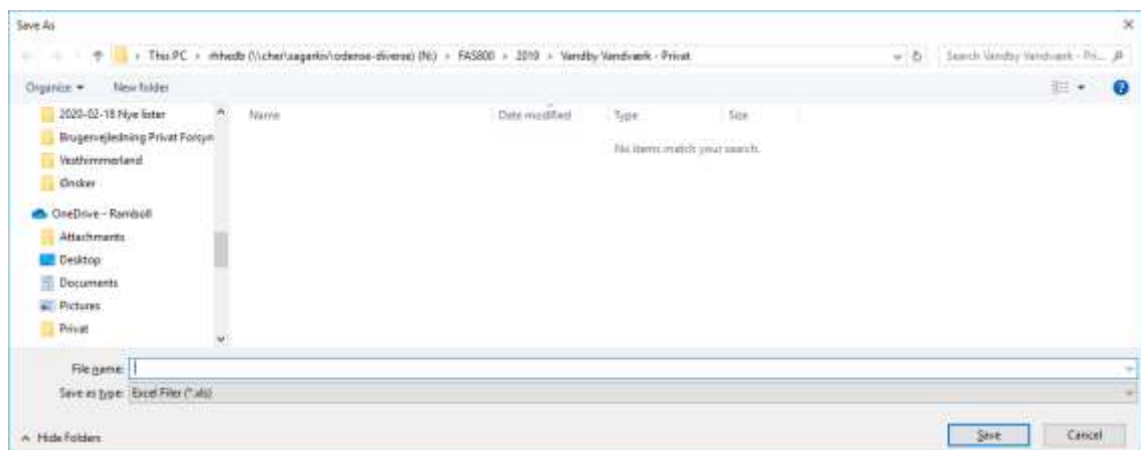 Save As
This PC › rhhedb (\\cher\sagarkiv\odense-diverse) (N:) › FAS800 › 2019 › Vandby Vandværk - Privat
Search Vandby Vandværk - Pri...
Organize
New folder
2020-02-18 Nye lister
Name
Date modified
Type
Size
Brugervejledning Privat Forsyn
No items match your search.
Vesthimmerland
Ønsker
OneDrive - Ramboll
Attachments
Desktop
Documents
Pictures
Privat
File name:
Save as type: Excel Filer (*.xls)
Hide Folders
Save
Cancel